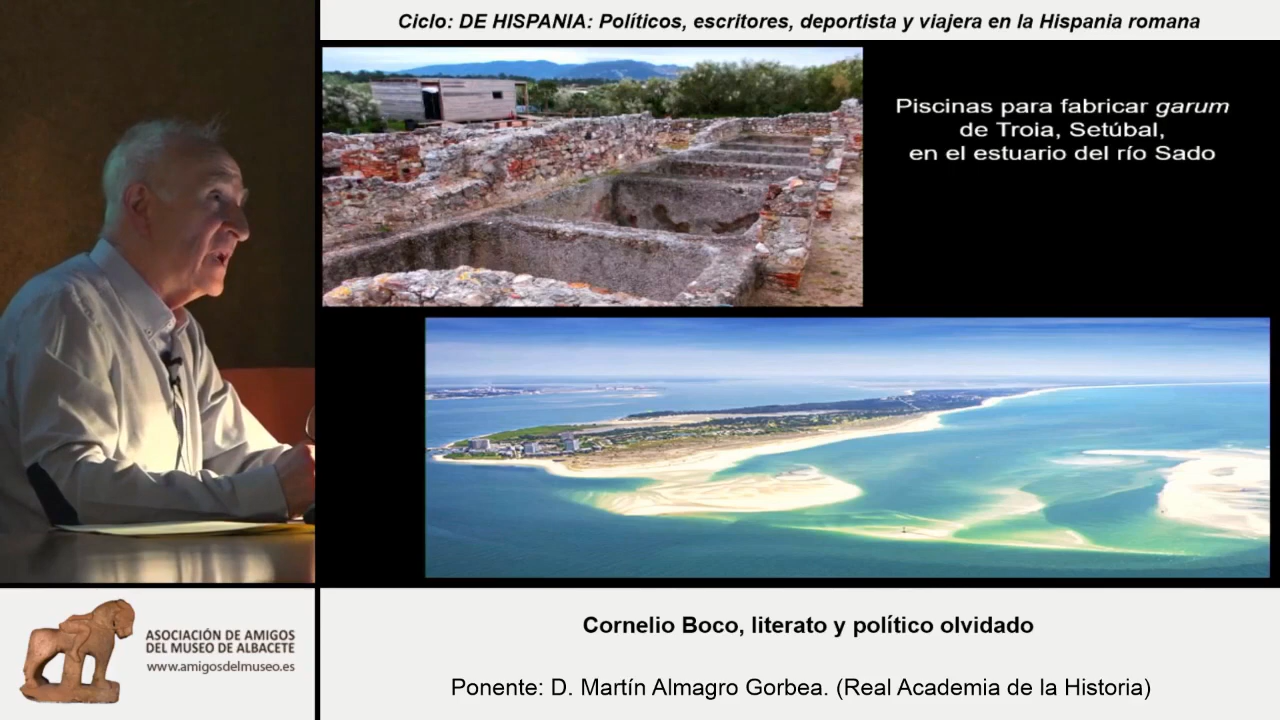 Ciclo: DE HISPANIA: Políticos, escritores, deportista y viajera en la Hispania romana
Piscinas para fabricar garum
de Troia, Setúbal,
en el estuario del río Sado
ASOCIACIÓN DE AMIGOS
DEL MUSEO DE ALBACETE
www.amigosdelmuseo.es
Cornelio Boco, literato y político olvidado
Ponente: D. Martín Almagro Gorbea. (Real Academia de la Historia)